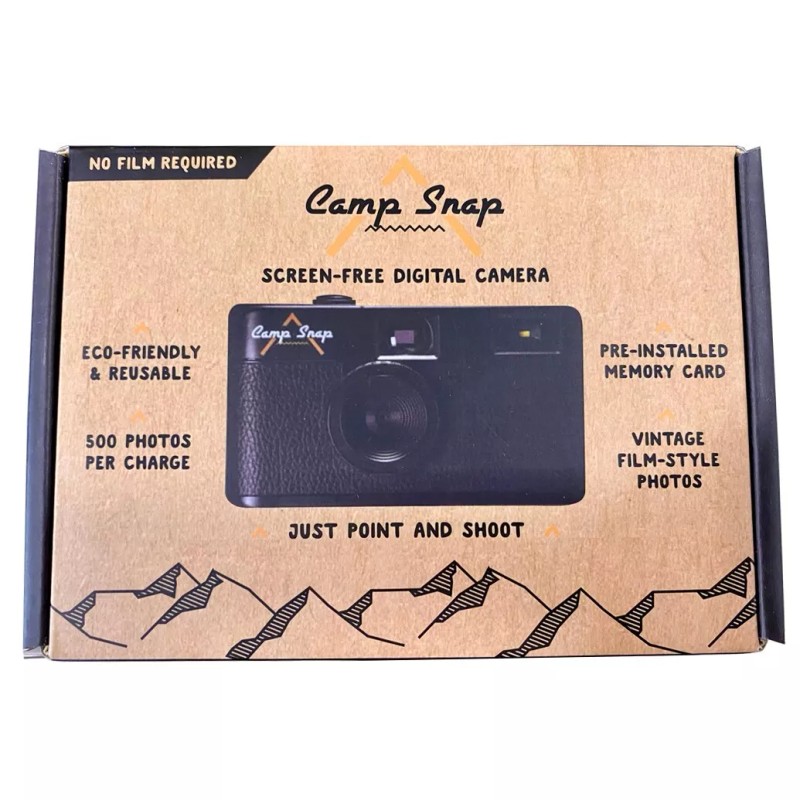 NO FILM REQUIRED
Camp Snap
SCREEN-FREE DIGITAL CAMERA
Camp Snap
ECO-FRIENDLY
& REUSABLE
500 PHOTOS
PER CHARGE
PRE-INSTALLED
MEMORY CARD
VINTAGE
FILM-STYLE
PHOTOS
JUST POINT AND SHOOT